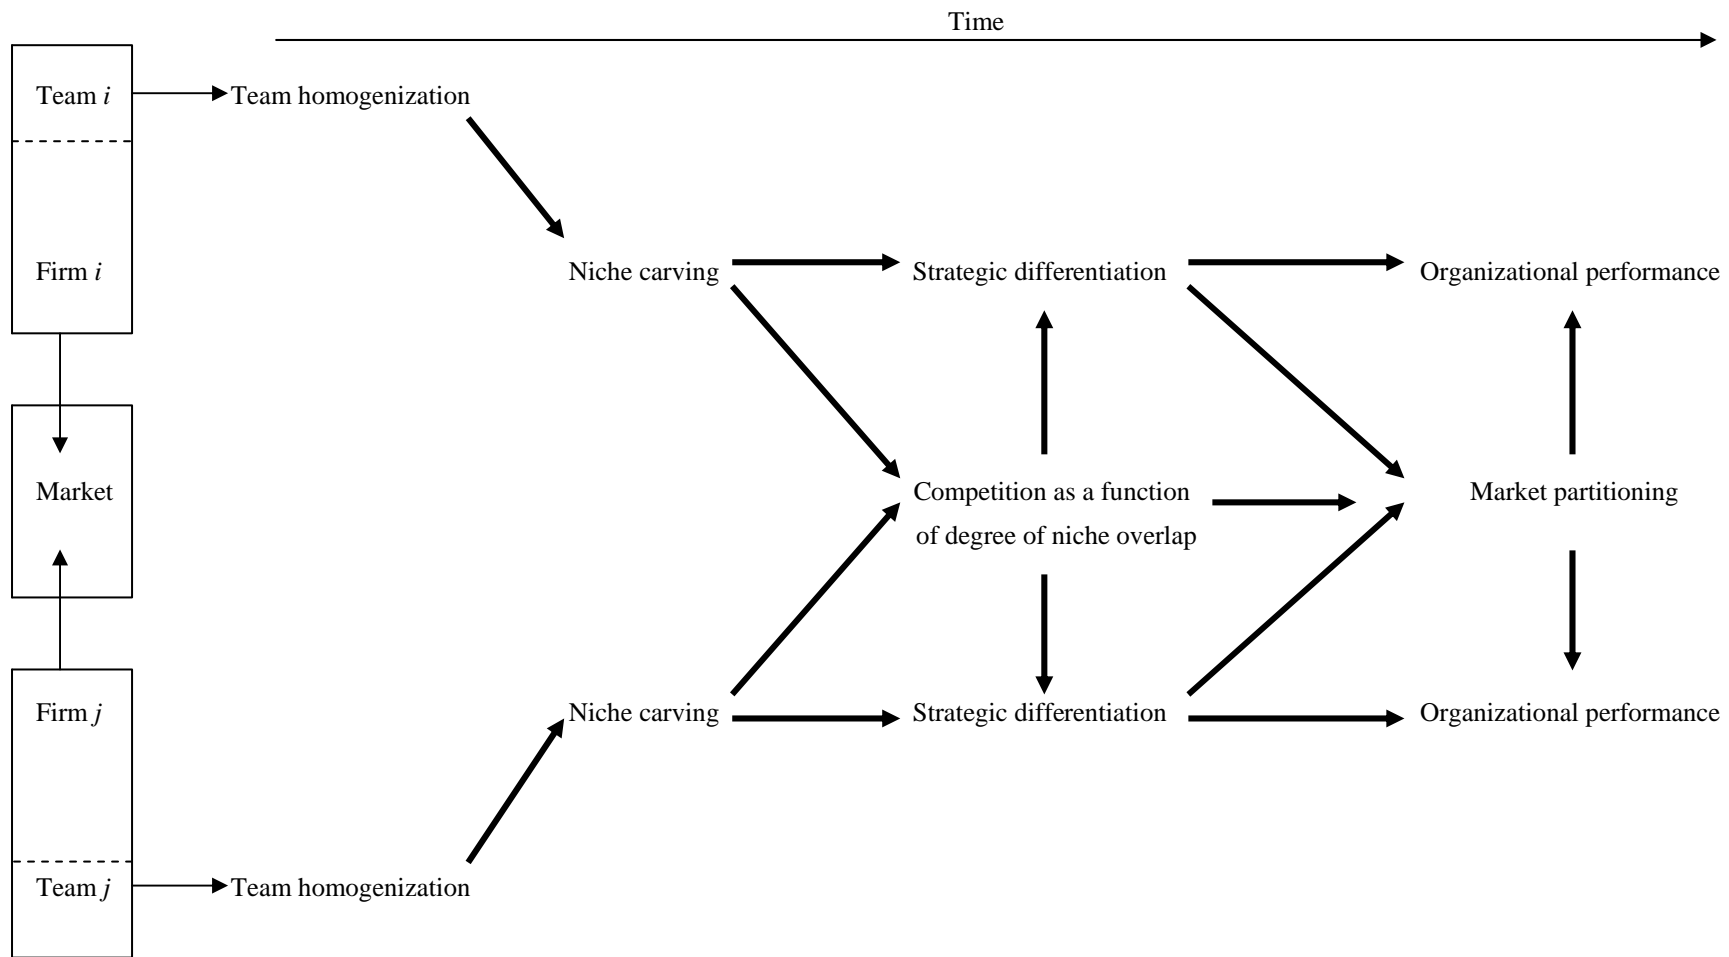 Time
Team i
Team homogenization
Firm i
Niche carving
Strategic differentiation
Organizational performance
Market
Competition as a function
of degree of niche overlap
Market partitioning
Firm j
Niche carving
Strategic differentiation
Organizational performance
Team j
Team homogenization